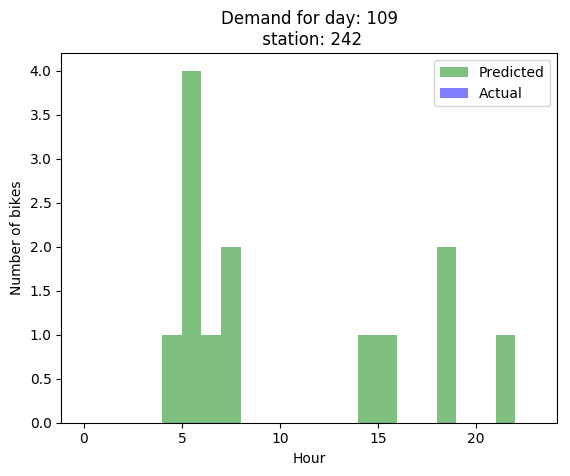 Demand for day: 109
station: 242
Predicted
Actual
Number of bikes
4.0
3.5
3.0
2.5
2.0
1.5
1.0
0.5
0.0
0 5 10 15 20
Hour